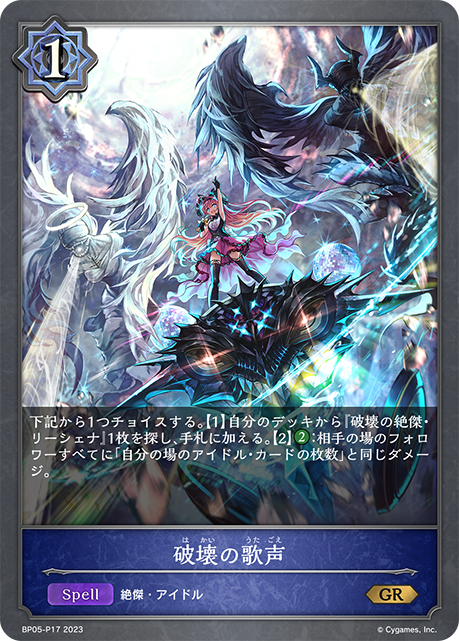 1
下記から1つチョイスする。【1】自分のデッキから『破壊の絶傑・
リーシェナ』1枚を探し、手札に加える。【2】②：相手の場のフォロ
ワーすべてに「自分の場のアイドル・カードの枚数」と同じダメー
ジ。
はかい うたごえ
破壊の歌声
Spell 絶傑・アイドル GR
BP05-P17 2023 © Cygames, Inc.